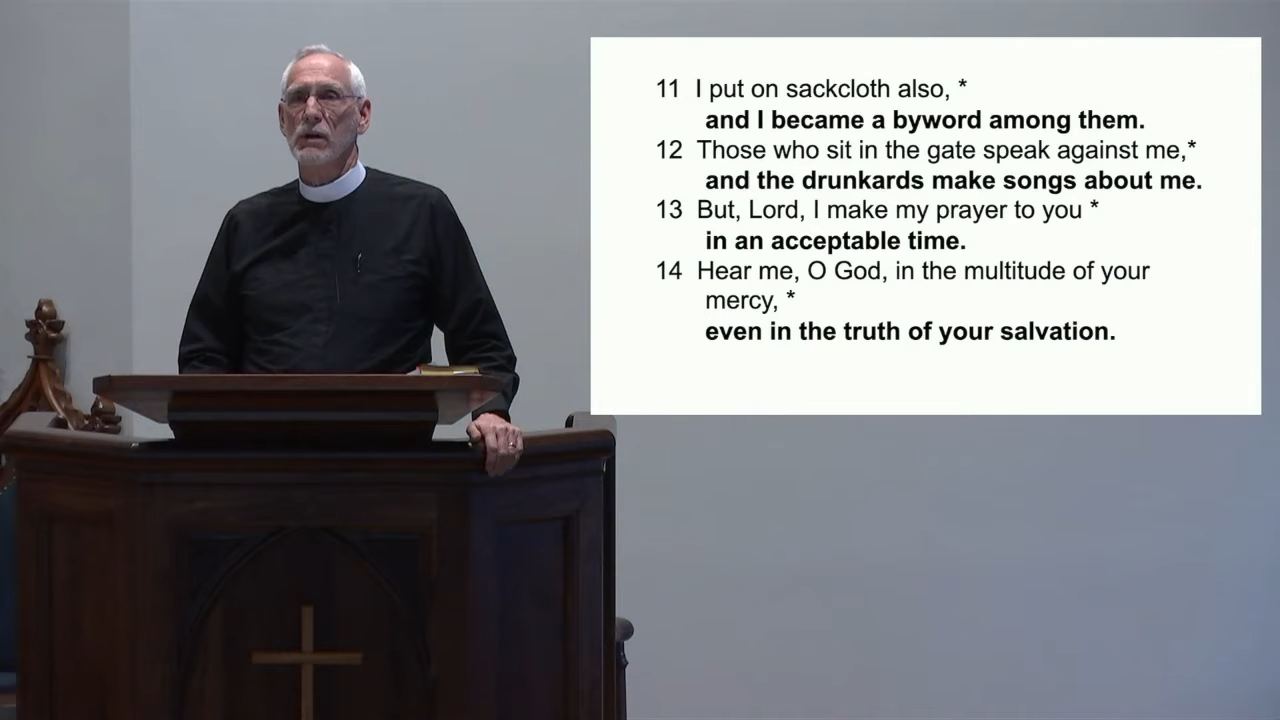 11 I put on sackcloth also, *
and I became a byword among them.
12 Those who sit in the gate speak against me,*
and the drunkards make songs about me.
13 But, Lord, I make my prayer to you *
in an acceptable time.
14 Hear me, O God, in the multitude of your
mercy, *
even in the truth of your salvation.